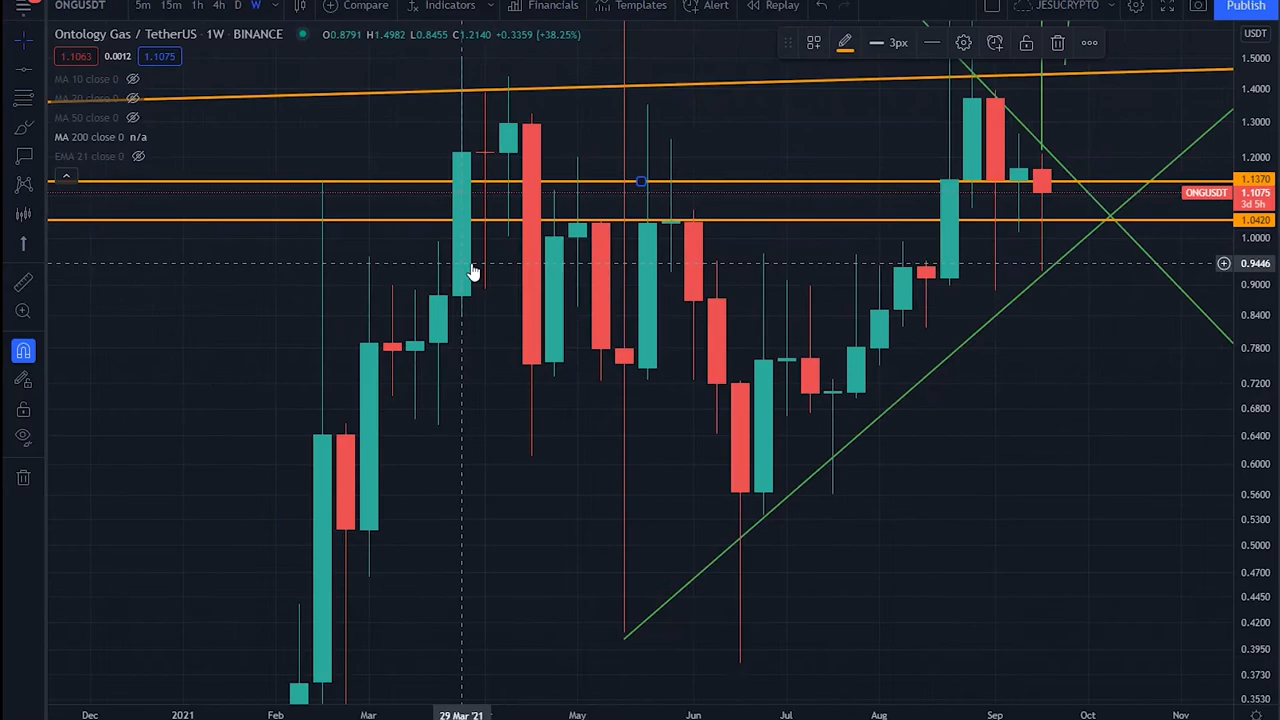 ONGUSDT 5m 15m 1h 4h D W Compare Indicators Financials Templates Alert Replay JESUCRYPTO Publish
Ontology Gas / TetherUS · 1W · BINANCE O0.8791 H1.4982 L0.8455 C1.2140 +0.3359 (+38.25%)
USDT
3px
1.1063 0.0012 1.1075
MA 10 close 0
MA 20 close 0
MA 50 close 0
MA 200 close 0 n/a
EMA 21 close 0
1.5000
1.4000
1.3000
1.2000
1.1370
ONGUSDT 1.1075
3d 5h
1.0420
1.0000
0.9446
0.9000
0.8400
0.7800
0.7200
0.6800
0.6400
0.6000
0.5600
0.5300
0.5000
0.4700
0.4450
0.4200
0.3950
0.3730
0.3530
Dec 2021 Feb Mar 29 Mar '21 May Jun Jul Aug Sep Oct Nov